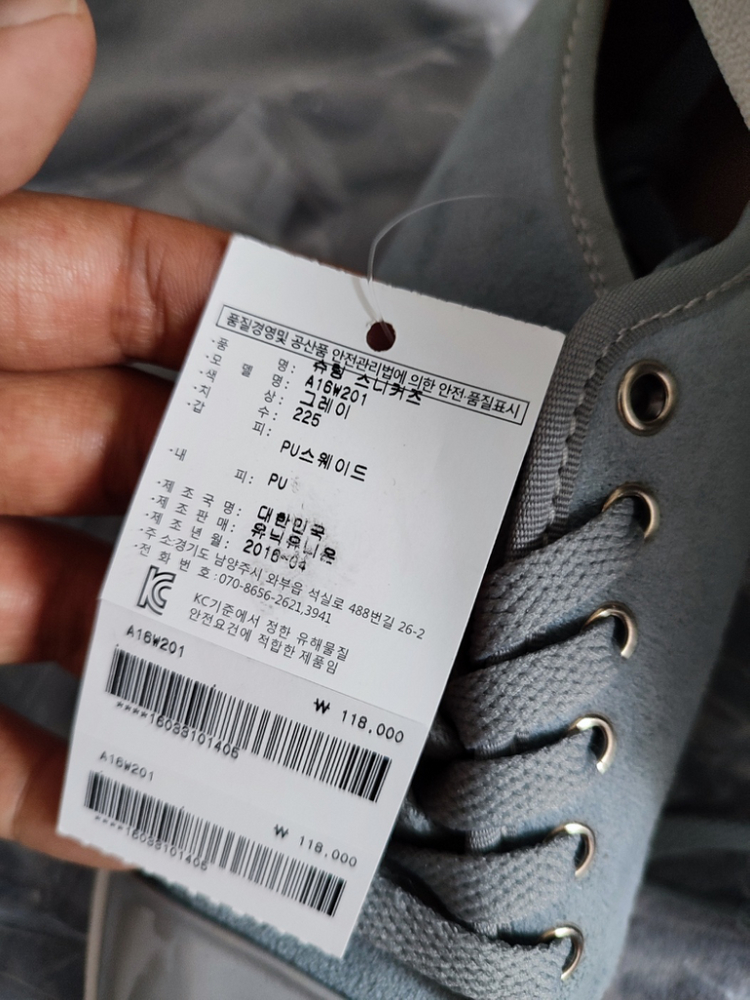 품질경영및 공산품 안전관리법에 의한 안전·품질표시
·품 명: 슈펌 스니커즈
·모 델 명: A16W201
·색 상: 그레이
·치 수: 225
·겉 피:
PU스웨이드
·내 피: PU
·제 조 국 명: 대한민국
·제 조 판 매: 유닉유니온
·제 조 년 월: 2016-04
·주 소:경기도 남양주시 와부읍 석실로 488번길 26-2
·전 화 번 호 :070-8656-2621,3941
KC기준에서 정한 유해물질
안전요건에 적합한 제품임
A16W201
₩ 118,000
****16083101406
A16W201
₩ 118,000
****16083101406